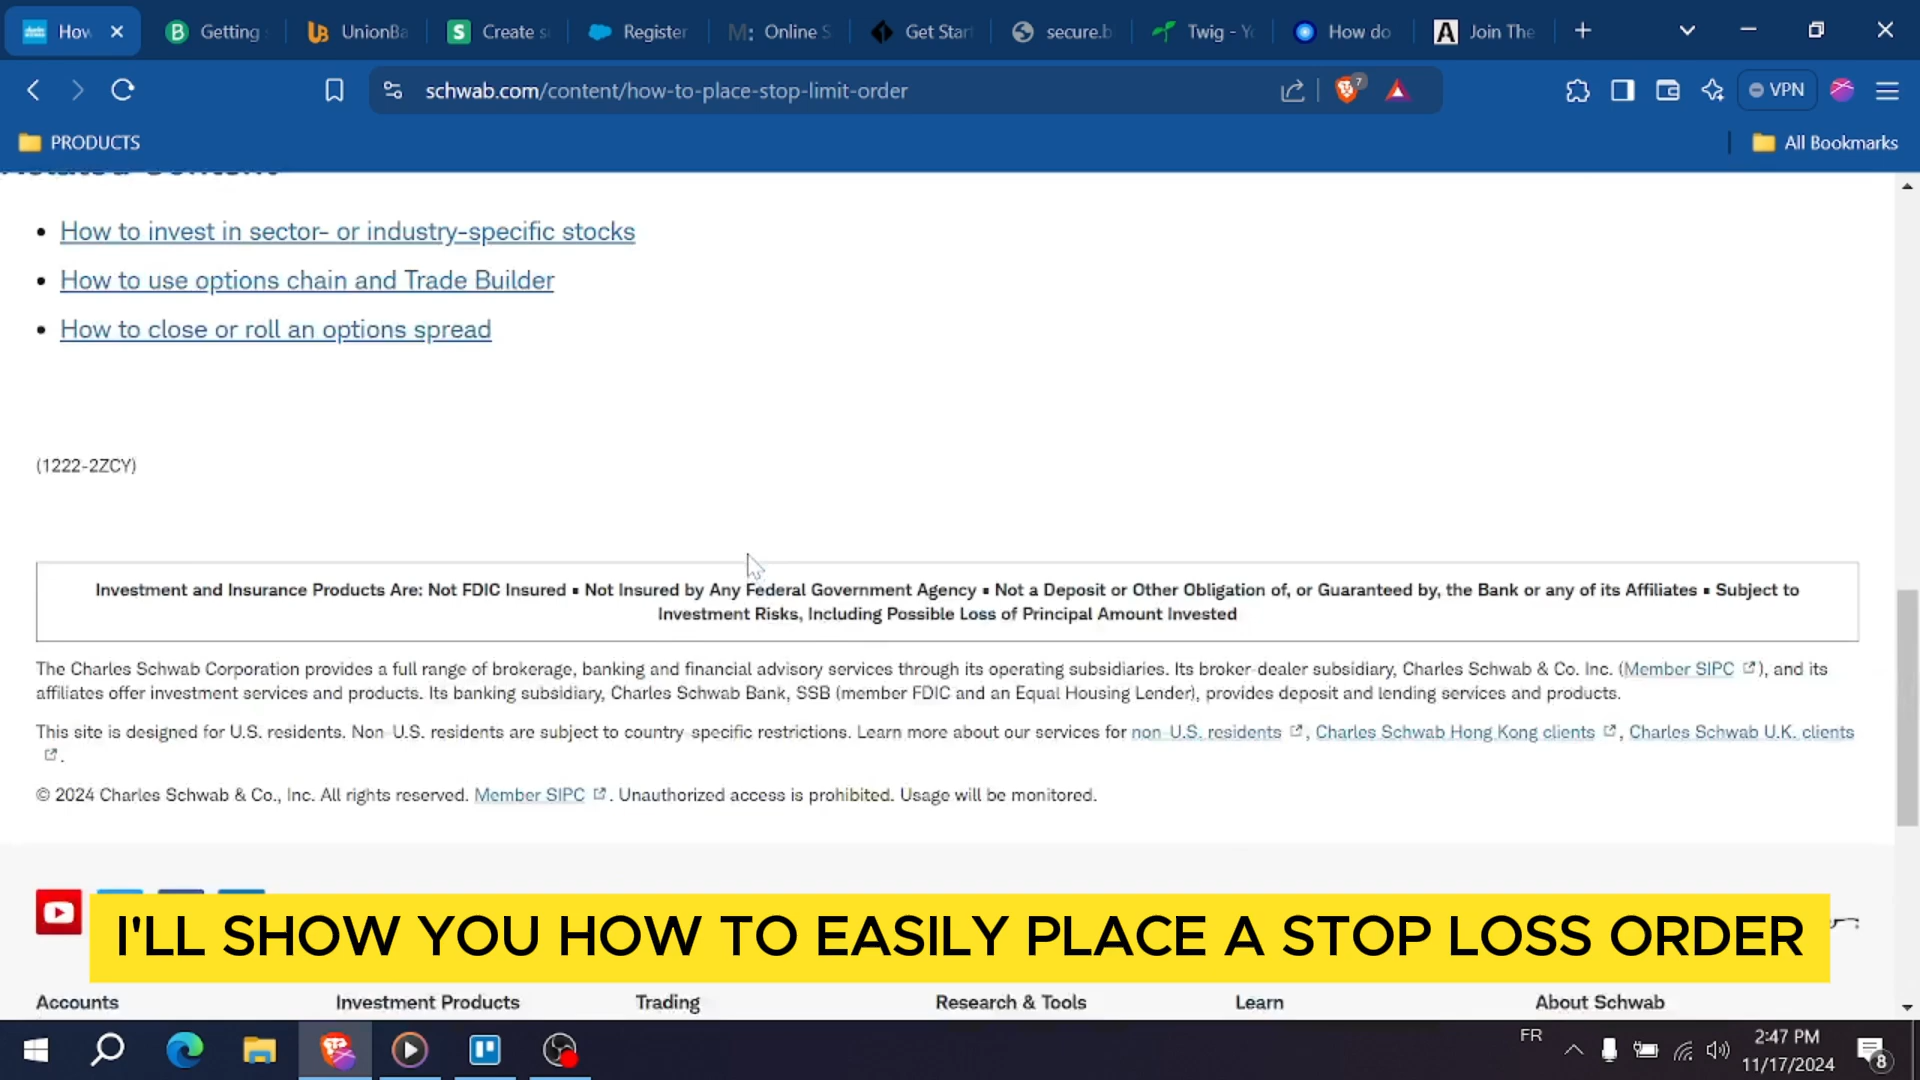 How
Getting
UnionBa
Create s
Register
Online S
Get Start
secure.b
Twig - Y
How do
Join The
schwab.com/content/how-to-place-stop-limit-order
7
VPN
PRODUCTS
All Bookmarks
Related Content
• How to invest in sector- or industry-specific stocks
• How to use options chain and Trade Builder
• How to close or roll an options spread
(1222-2ZCY)
Investment and Insurance Products Are: Not FDIC Insured ▪ Not Insured by Any Federal Government Agency ▪ Not a Deposit or Other Obligation of, or Guaranteed by, the Bank or any of its Affiliates ▪ Subject to
Investment Risks, Including Possible Loss of Principal Amount Invested
The Charles Schwab Corporation provides a full range of brokerage, banking and financial advisory services through its operating subsidiaries. Its broker-dealer subsidiary, Charles Schwab & Co. Inc. (Member SIPC), and its
affiliates offer investment services and products. Its banking subsidiary, Charles Schwab Bank, SSB (member FDIC and an Equal Housing Lender), provides deposit and lending services and products.
This site is designed for U.S. residents. Non-U.S. residents are subject to country-specific restrictions. Learn more about our services for non-U.S. residents, Charles Schwab Hong Kong clients, Charles Schwab U.K. clients
.
© 2024 Charles Schwab & Co., Inc. All rights reserved. Member SIPC. Unauthorized access is prohibited. Usage will be monitored.
I'LL SHOW YOU HOW TO EASILY PLACE A STOP LOSS ORDER
Accounts
Investment Products
Trading
Research & Tools
Learn
About Schwab
FR
2:47 PM
11/17/2024
8